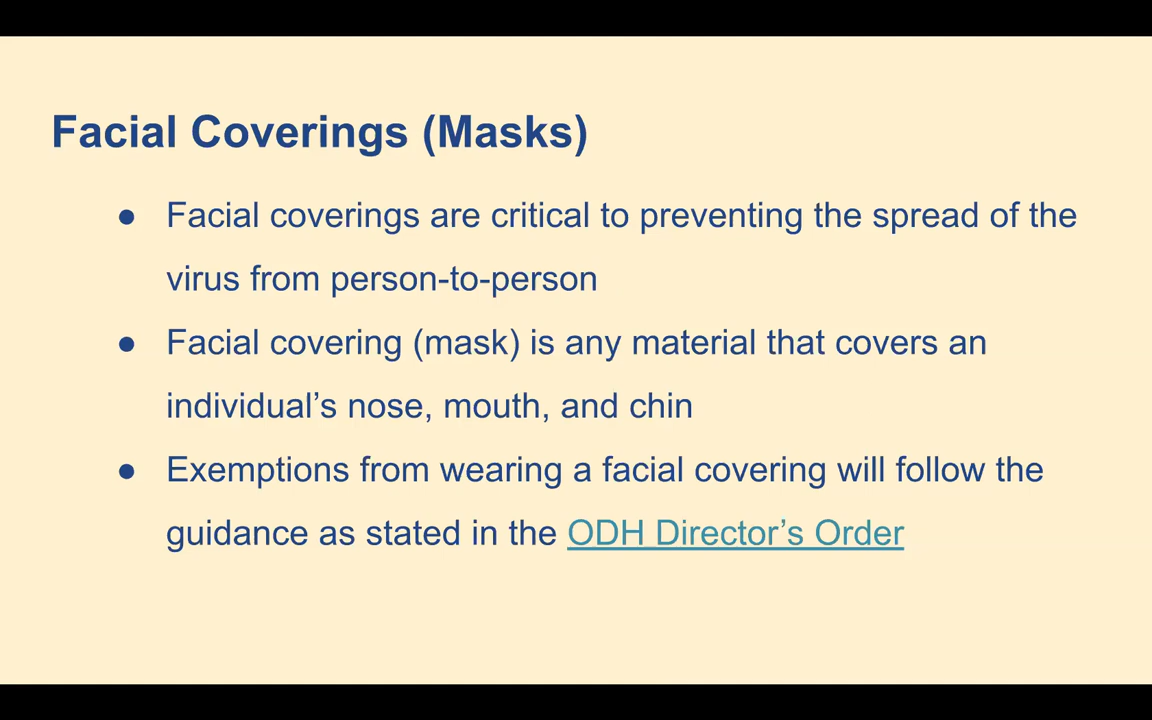 Facial Coverings (Masks)
● Facial coverings are critical to preventing the spread of the
virus from person-to-person
● Facial covering (mask) is any material that covers an
individual’s nose, mouth, and chin
● Exemptions from wearing a facial covering will follow the
guidance as stated in the ODH Director’s Order